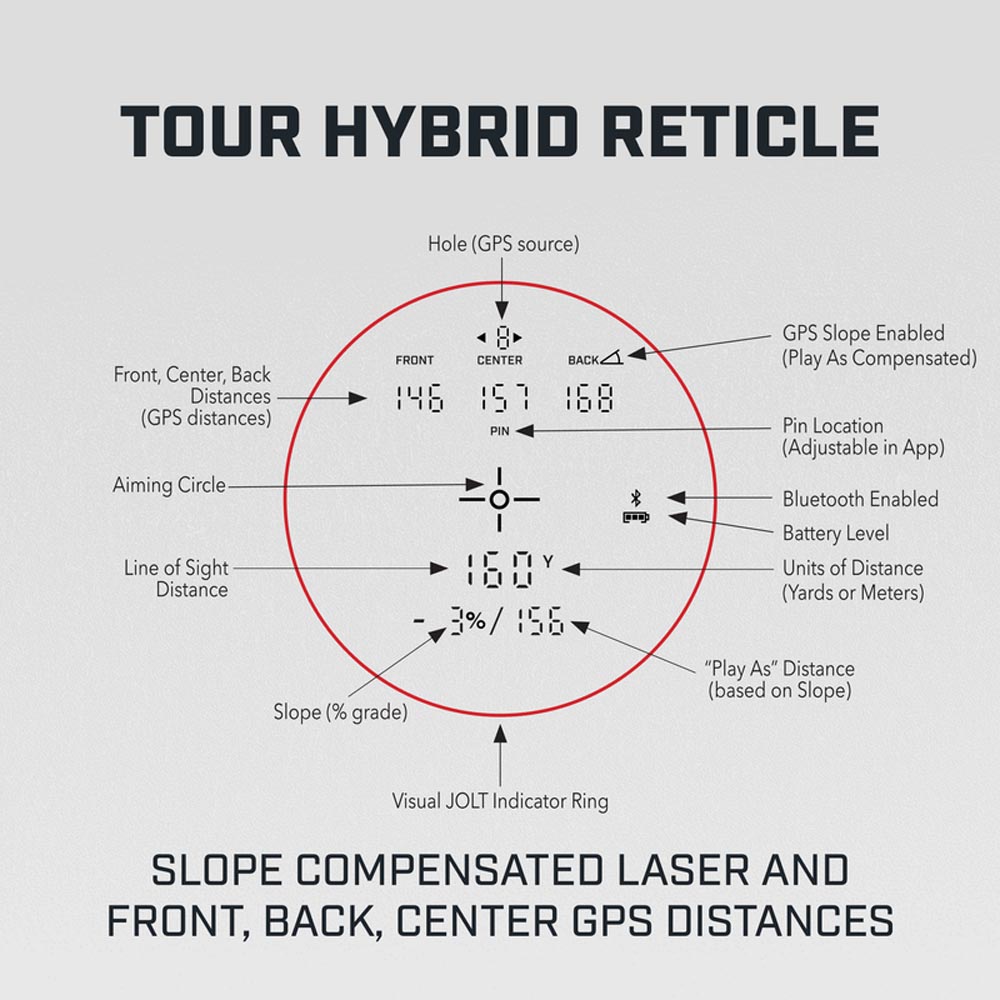 TOUR HYBRID RETICLE
Hole (GPS source)
8
FRONT
CENTER
BACK
GPS Slope Enabled
(Play As Compensated)
Front, Center, Back
Distances
(GPS distances)
146
157
168
PIN
Pin Location
(Adjustable in App)
Aiming Circle
Bluetooth Enabled
Battery Level
Line of Sight
Distance
160 Y
Units of Distance
(Yards or Meters)
- 3% / 156
"Play As" Distance
(based on Slope)
Slope (% grade)
Visual JOLT Indicator Ring
SLOPE COMPENSATED LASER AND
FRONT, BACK, CENTER GPS DISTANCES